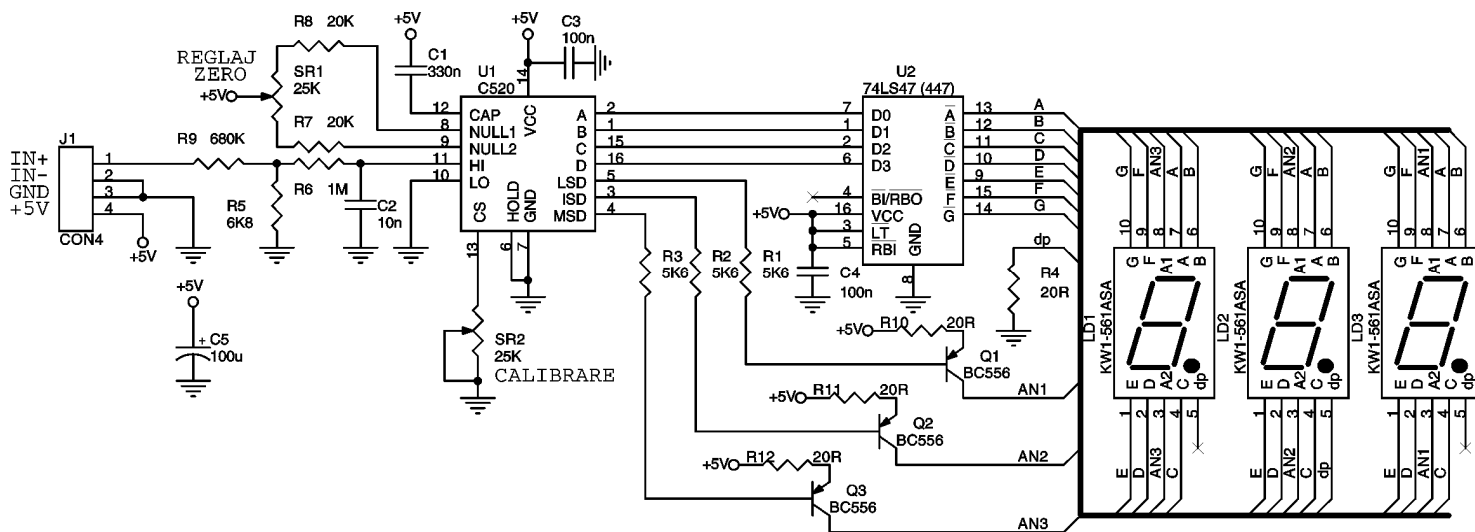 R8 20K
+5V
+5V
C3
100n
REGLAJ
ZERO
+5V
SR1
25K
C1
330n
U1
C520
14
U2
74LS47 (447)
R7 20K
12 CAP
8 NULL1
9 NULL2
11 HI
10 LO
VCC
CS
HOLD
GND
13
6
7
A 2
B 1
C 15
D 16
LSD 5
ISD 3
MSD 4
7 D0
1 D1
2 D2
6 D3
4 BI/RBO
16 VCC
3 LT
5 RBI
GND
8
A 13 A
B 12 B
C 11 C
D 10 D
E 9 E
F 15 F
G 14 G
dp
J1
IN+ 1
IN- 2
GND 3
+5V 4
CON4
+5V
R9 680K
R6 1M
R5
6K8
C2
10n
+5V
C5
100u
+
SR2
25K
CALIBRARE
R3
5K6
R2
5K6
R1
5K6
+5V
C4
100n
R4
20R
+5V R10 20R
Q1
BC556
AN1
+5V R11 20R
Q2
BC556
AN2
+5V R12 20R
Q3
BC556
AN3
G F AN3 A B
10 9 8 7 6
G F A1 A B
LD1
KW1-561ASA
E D A2 C dp
1 2 3 4 5
E D AN3 C
G F AN2 A B
10 9 8 7 6
G F A1 A B
LD2
KW1-561ASA
E D A2 C dp
1 2 3 4 5
E D AN2 C dp
G F AN1 A B
10 9 8 7 6
G F A1 A B
LD3
KW1-561ASA
E D A2 C dp
1 2 3 4 5
E D AN1 C